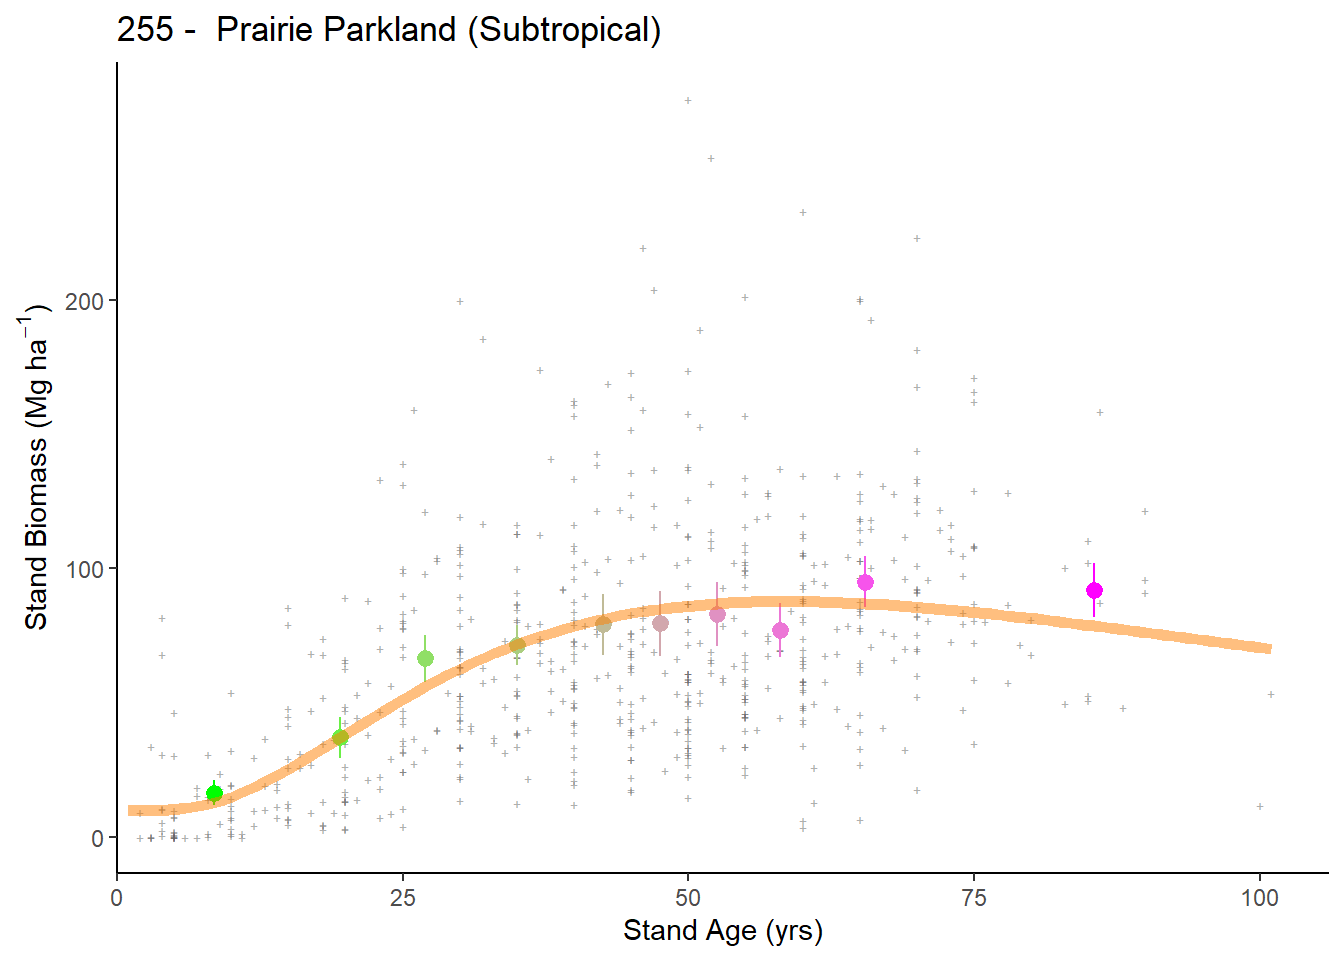 255 -  Prairie Parkland (Subtropical)
Stand Biomass (Mg ha⁻¹)
200
100
0
0 25 50 75 100
Stand Age (yrs)